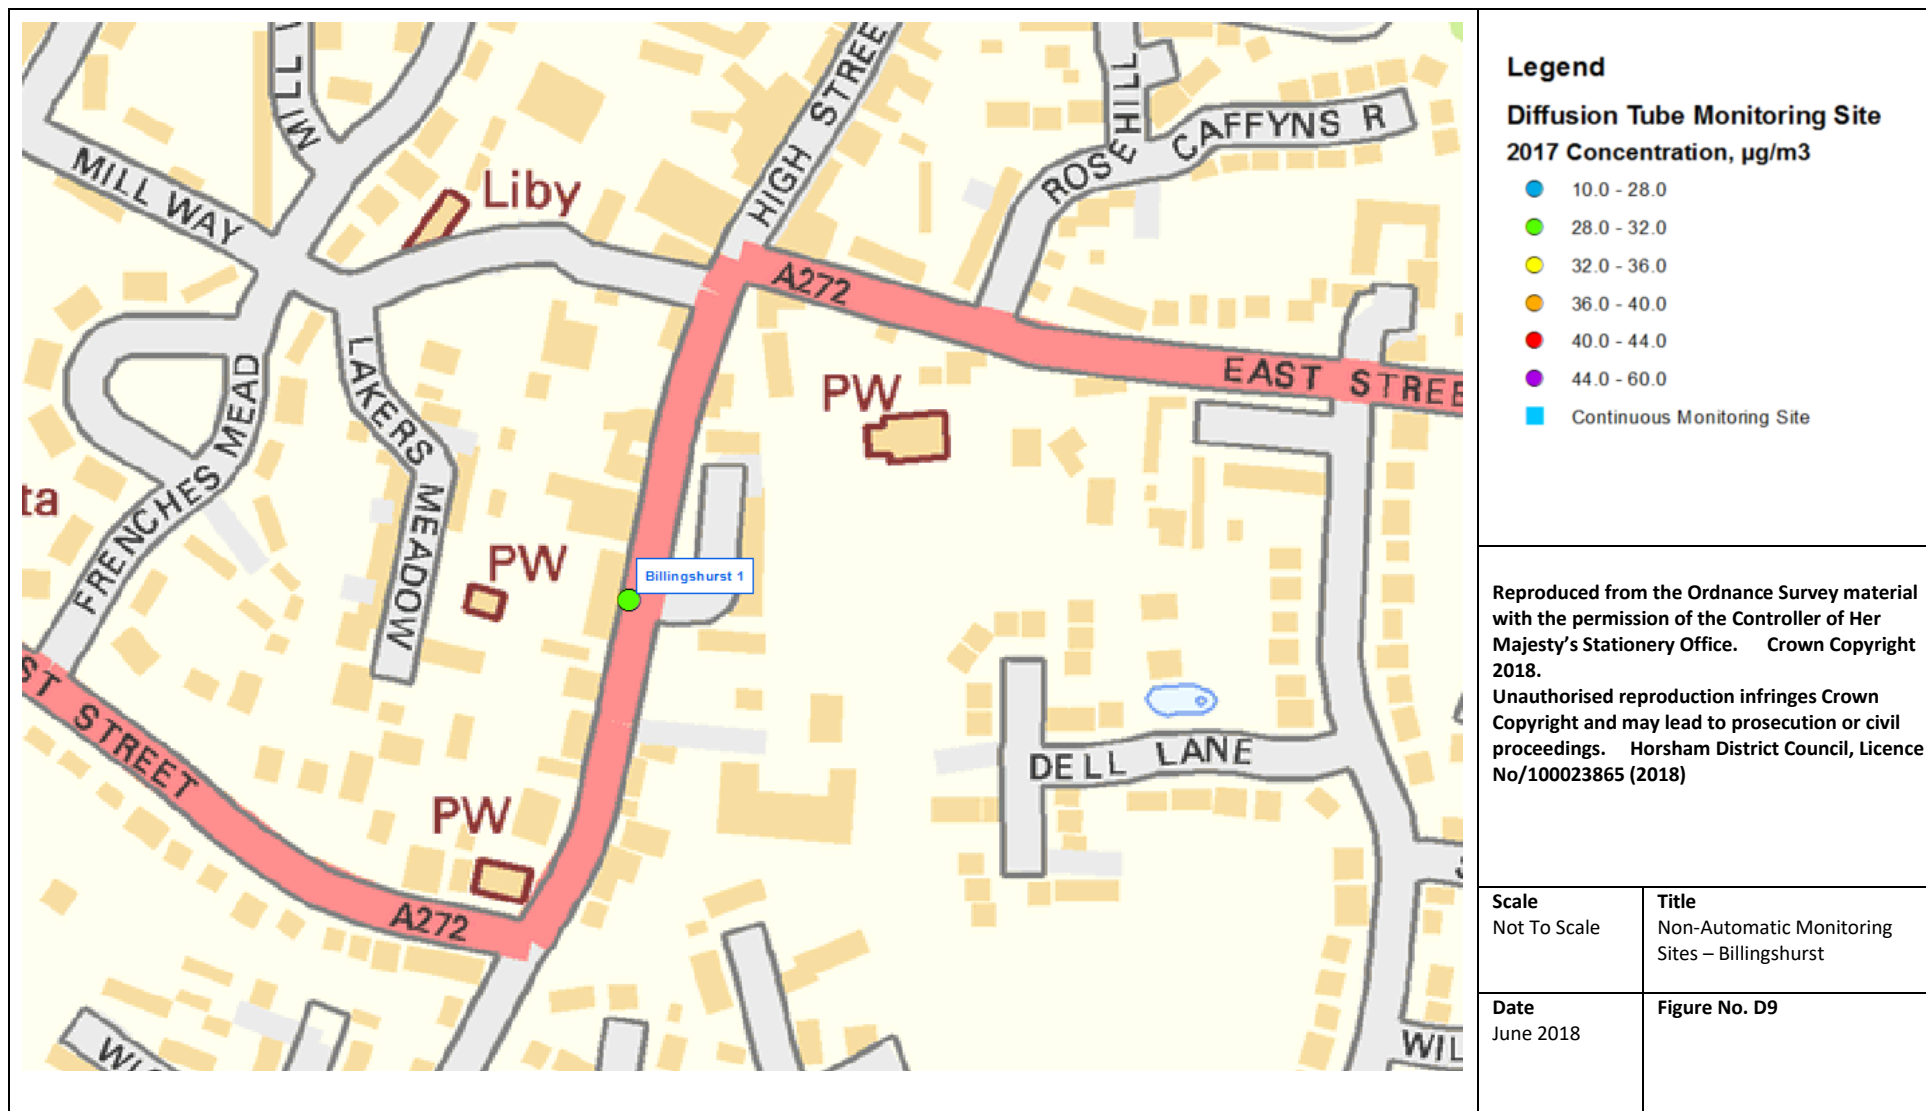 MILL
MILL WAY
Liby
HIGH STREE
HILL
ROSE
CAFFYNS R
A272
EAST STREE
PW
LAKERS MEADOW
FRENCHES MEAD
ta
PW
Billingshurst 1
ST STREET
DELL LANE
PW
A272
WIL
Legend
Diffusion Tube Monitoring Site
2017 Concentration, µg/m3
10.0 - 28.0
28.0 - 32.0
32.0 - 36.0
36.0 - 40.0
40.0 - 44.0
44.0 - 60.0
Continuous Monitoring Site
Reproduced from the Ordnance Survey material
with the permission of the Controller of Her
Majesty’s Stationery Office. Crown Copyright
2018.
Unauthorised reproduction infringes Crown
Copyright and may lead to prosecution or civil
proceedings. Horsham District Council, Licence
No/100023865 (2018)
Scale
Not To Scale
Title
Non-Automatic Monitoring
Sites – Billingshurst
Date
June 2018
Figure No. D9